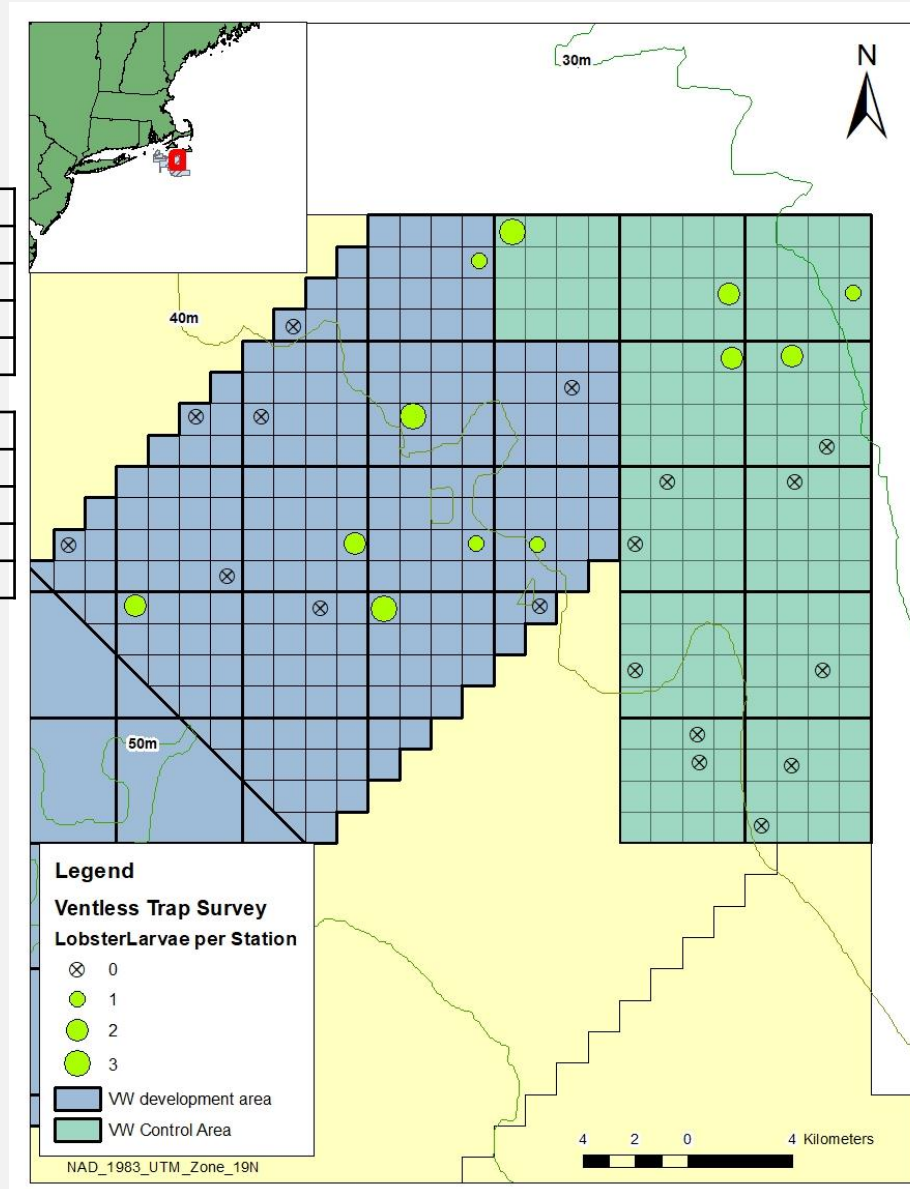 30m
N
40m
50m
Legend
Ventless Trap Survey
LobsterLarvae per Station
0
1
2
3
VW development area
VW Control Area
NAD_1983_UTM_Zone_19N
4 2 0 4 Kilometers